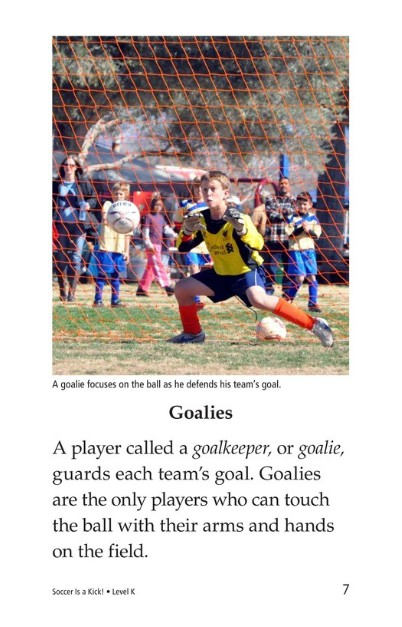 A goalie focuses on the ball as he defends his team's goal.
Goalies
A player called a goalkeeper, or goalie,
guards each team's goal. Goalies
are the only players who can touch
the ball with their arms and hands
on the field.
Soccer Is a Kick! • Level K
7